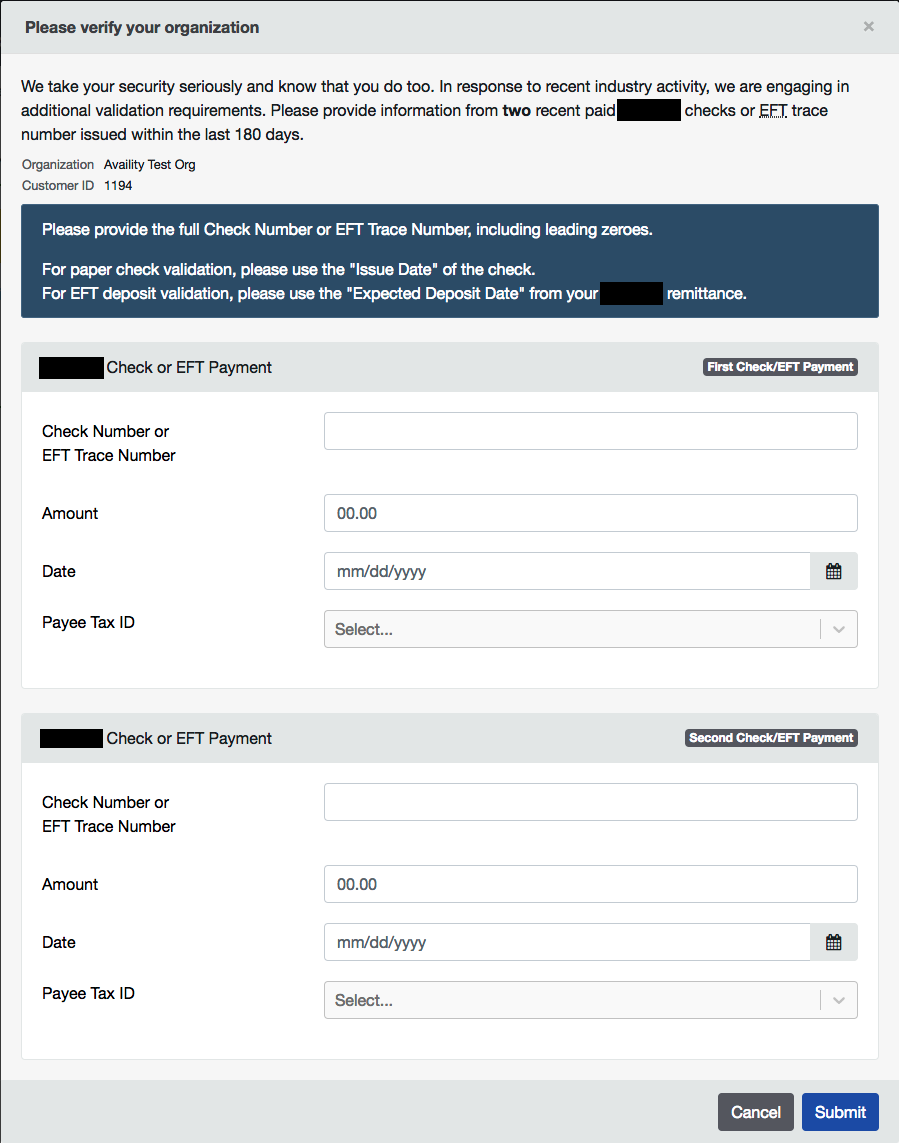 Please verify your organization
×
We take your security seriously and know that you do too. In response to recent industry activity, we are engaging in
additional validation requirements. Please provide information from two recent paid checks or EFT trace
number issued within the last 180 days.
Organization Availity Test Org
Customer ID 1194
Please provide the full Check Number or EFT Trace Number, including leading zeroes.
For paper check validation, please use the "Issue Date" of the check.
For EFT deposit validation, please use the "Expected Deposit Date" from your remittance.
Check or EFT Payment First Check/EFT Payment
Check Number or
EFT Trace Number
Amount 00.00
Date mm/dd/yyyy
Payee Tax ID Select...
Check or EFT Payment Second Check/EFT Payment
Check Number or
EFT Trace Number
Amount 00.00
Date mm/dd/yyyy
Payee Tax ID Select...
Cancel Submit